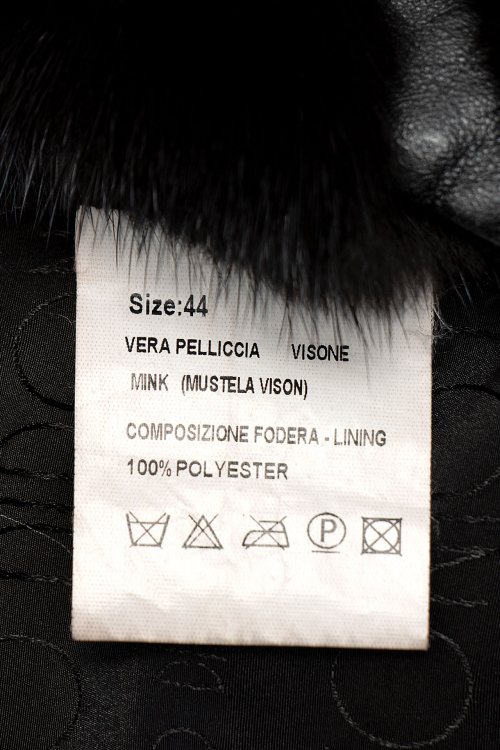 Size:44
VERA PELLICCIA VISONE
MINK (MUSTELA VISON)
COMPOSIZIONE FODERA - LINING
100% POLYESTER
P